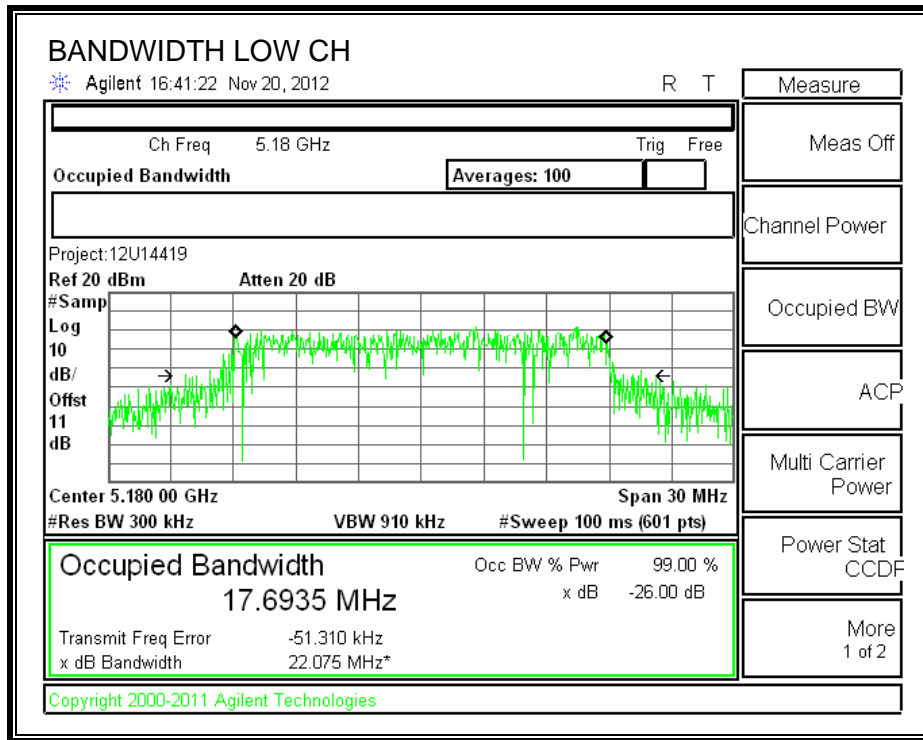 BANDWIDTH LOW CH
Agilent 16:41:22 Nov 20, 2012 R T
Measure
Ch Freq 5.18 GHz Trig Free
Meas Off
Occupied Bandwidth Averages: 100
Channel Power
Project:12U14419
Ref 20 dBm Atten 20 dB
#Samp
Log
10
dB/
Offst
11
dB
Occupied BW
ACP
Multi Carrier
Power
Center 5.180 00 GHz Span 30 MHz
#Res BW 300 kHz VBW 910 kHz #Sweep 100 ms (601 pts)
Power Stat
CCDF
Occupied Bandwidth Occ BW % Pwr 99.00 %
17.6935 MHz x dB -26.00 dB
Transmit Freq Error -51.310 kHz
x dB Bandwidth 22.075 MHz*
More
1 of 2
Copyright 2000-2011 Agilent Technologies